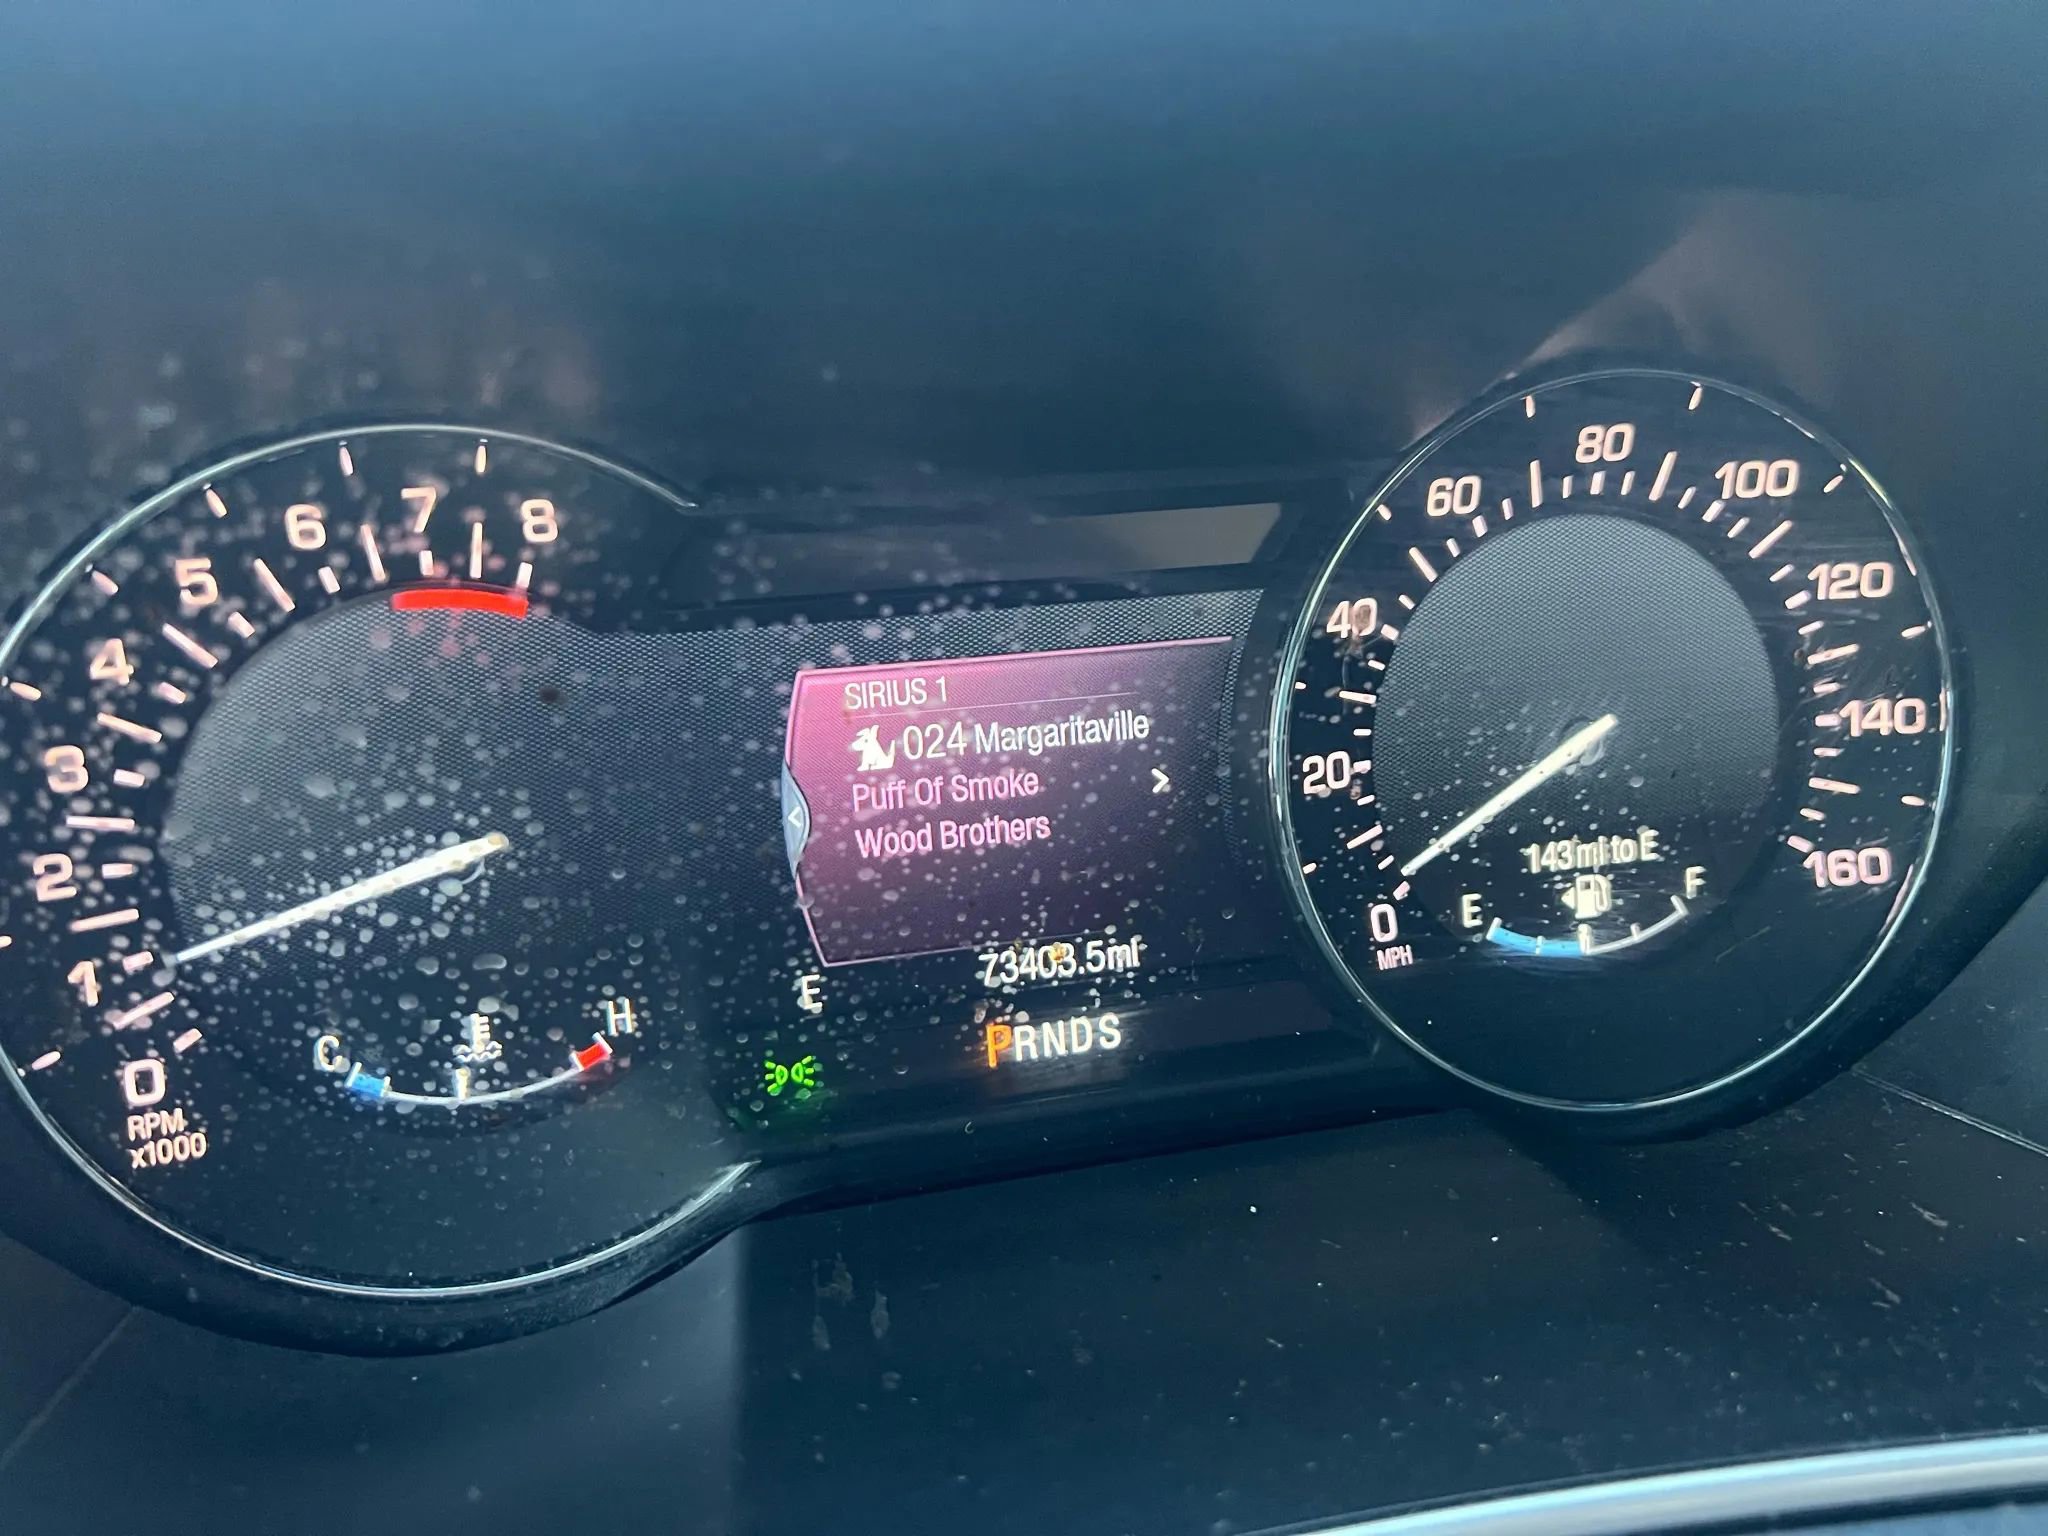 8
7
6
5
4
3
2
1
0
RPM
x1000
C
H
SIRIUS 1
024 Margaritaville
Puff Of Smoke
Wood Brothers
73403.5mi
E
PRNDS
0
20
40
60
80
100
120
140
160
MPH
143mi to E
E
F